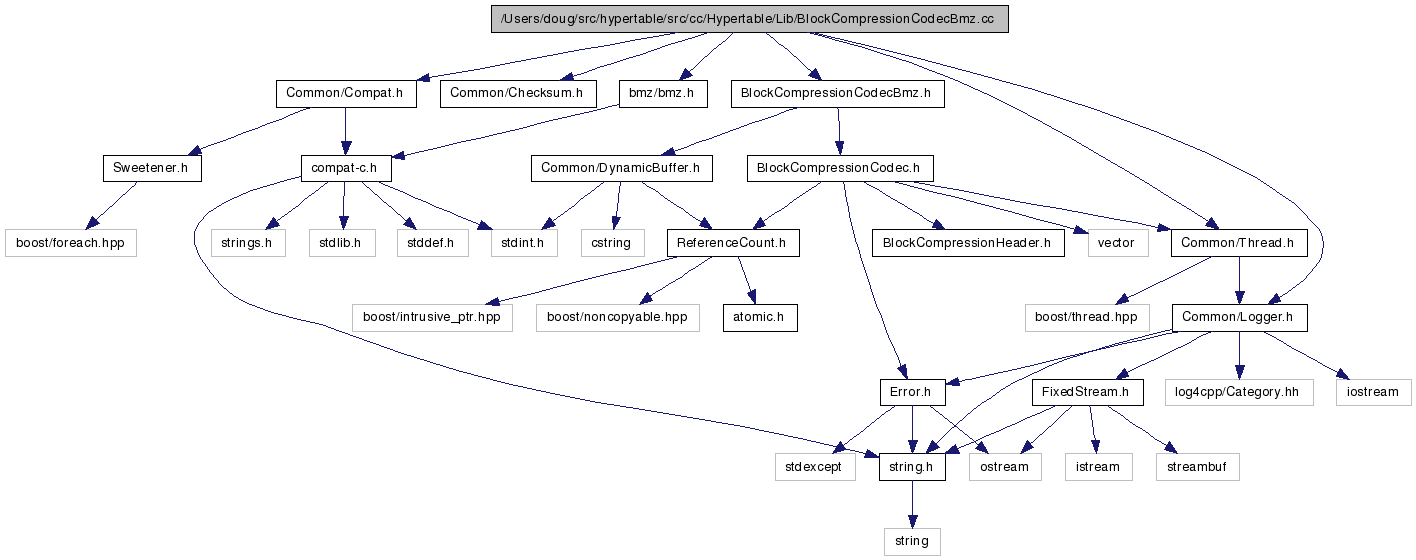 /Users/doug/src/hypertable/src/cc/Hypertable/Lib/BlockCompressionCodecBmz.cc
Common/Compat.h
Common/Checksum.h
bmz/bmz.h
BlockCompressionCodecBmz.h
Sweetener.h
compat-c.h
Common/DynamicBuffer.h
BlockCompressionCodec.h
boost/foreach.hpp
strings.h
stdlib.h
stddef.h
stdint.h
cstring
ReferenceCount.h
BlockCompressionHeader.h
vector
Common/Thread.h
boost/intrusive_ptr.hpp
boost/noncopyable.hpp
atomic.h
boost/thread.hpp
Common/Logger.h
Error.h
FixedStream.h
log4cpp/Category.hh
iostream
stdexcept
string.h
ostream
istream
streambuf
string